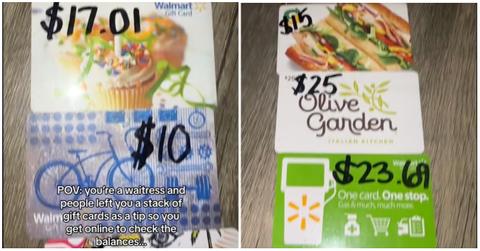 $17.01
Walmart
Gift Card
$10
POV: you're a waitress and
people left you a stack of
gift cards as a tip so you
get online to check the
balances...
$15
$25
Olive
Garden
ITALIAN KITCHEN
$23.69
One card. One stop.
Gas & much, much more.